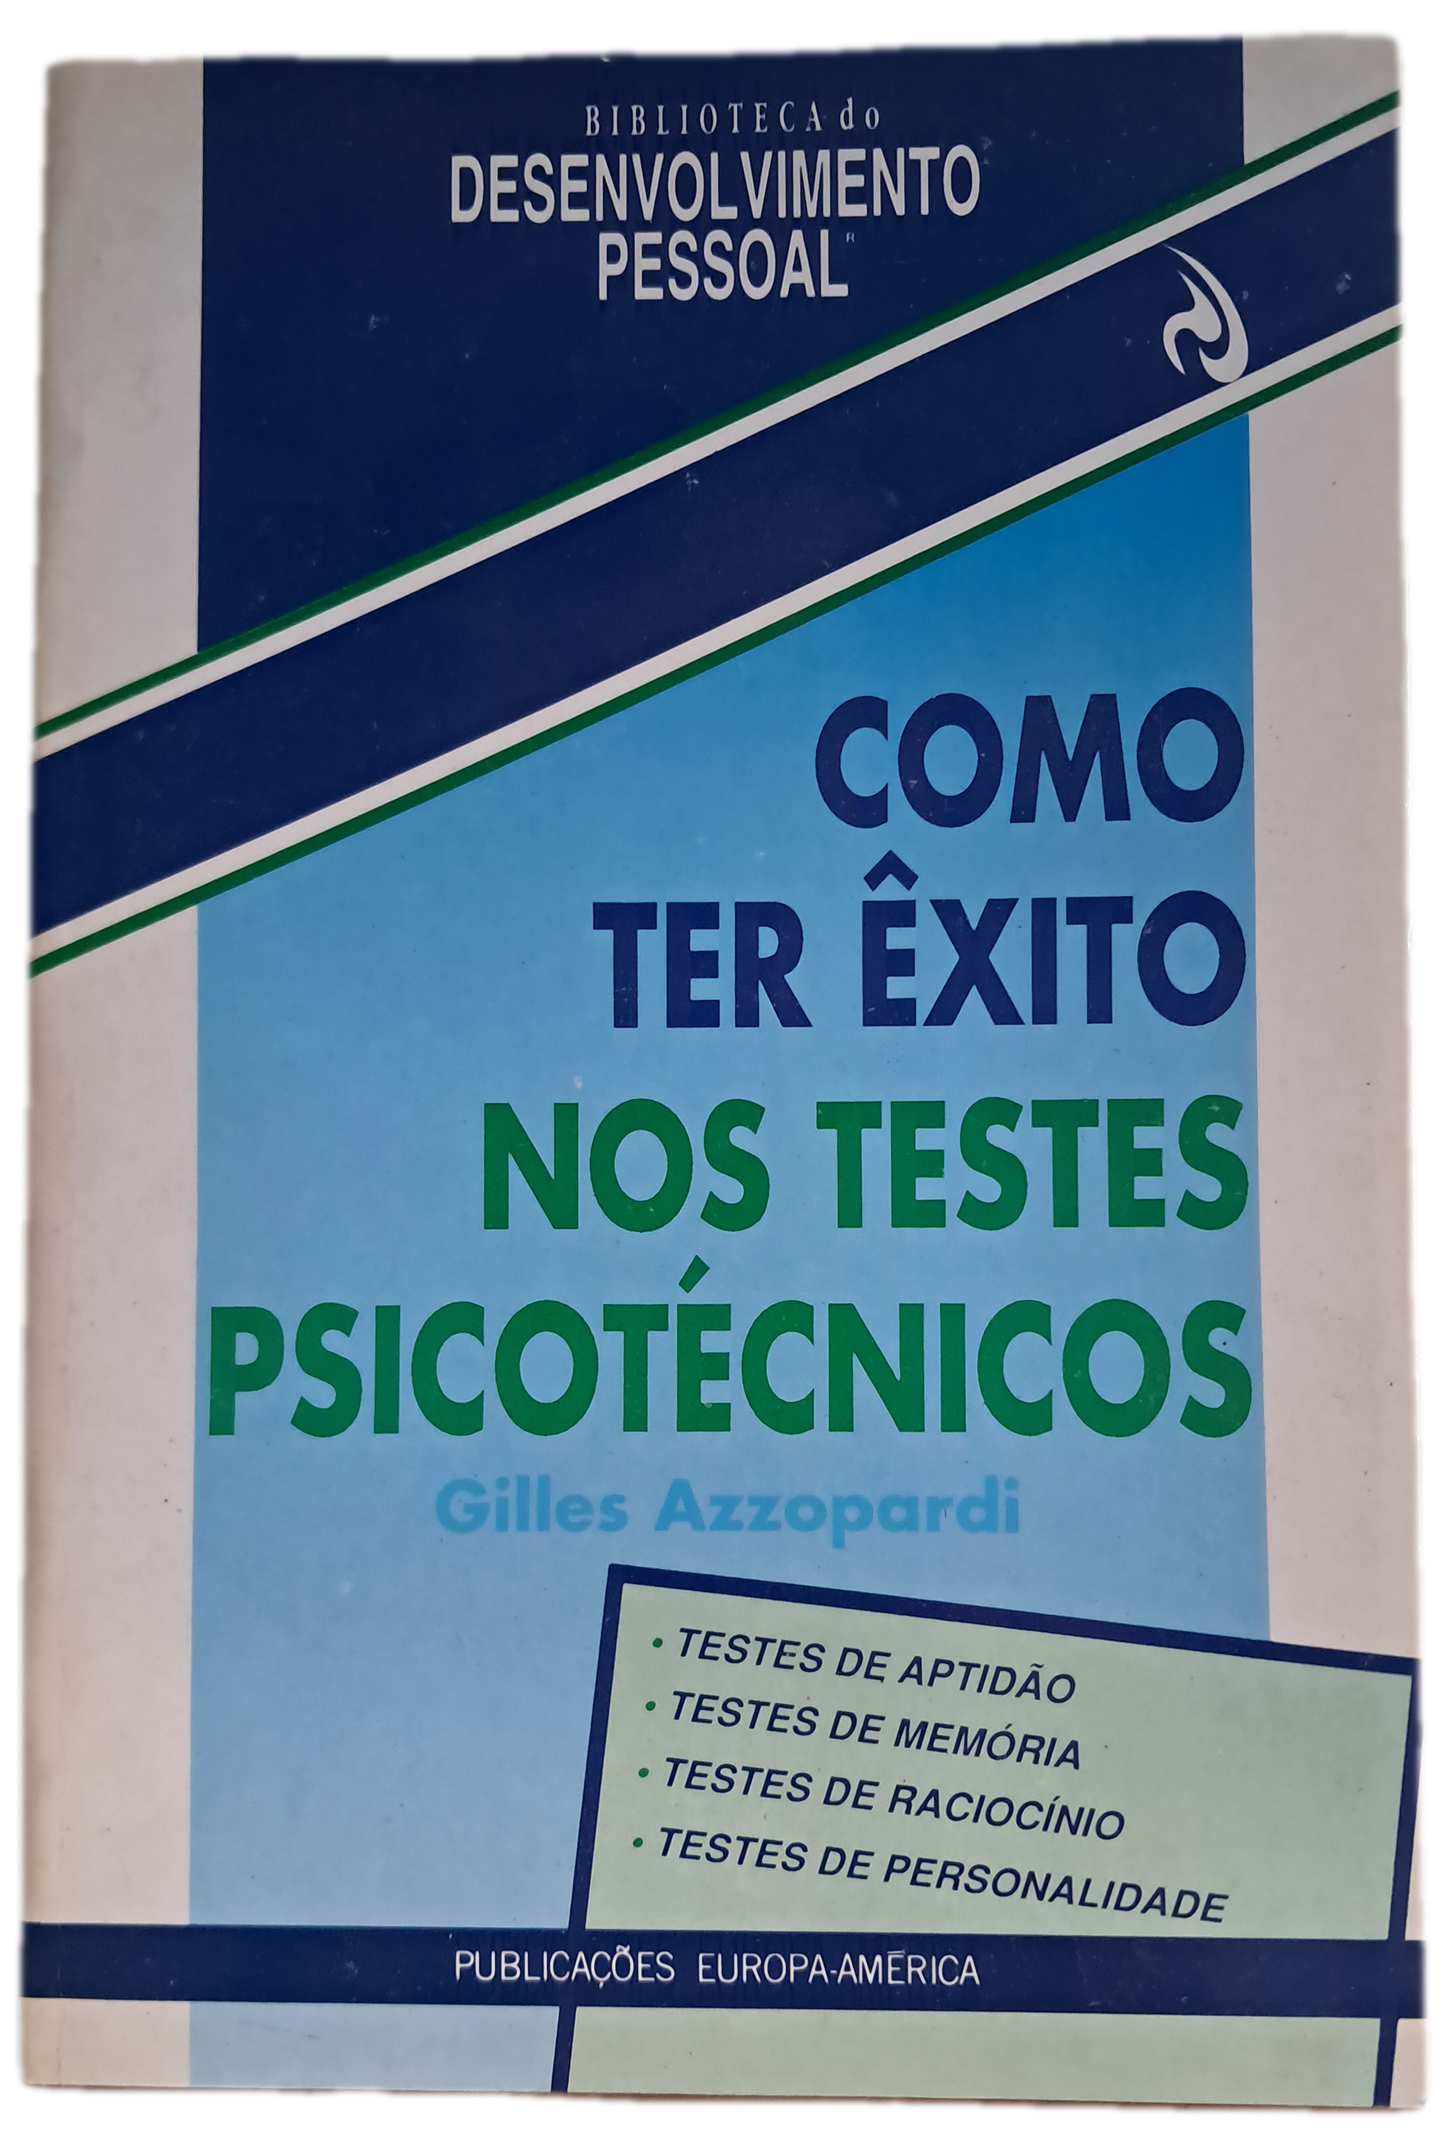 BIBLIOTECA do
DESENVOLVIMENTO
PESSOAL R
COMO
TER ÊXITO
NOS TESTES
PSICOTÉCNICOS
Gilles Azzopardi
• TESTES DE APTIDÃO
• TESTES DE MEMÓRIA
• TESTES DE RACIOCÍNIO
• TESTES DE PERSONALIDADE
PUBLICAÇÕES EUROPA-AMÉRICA